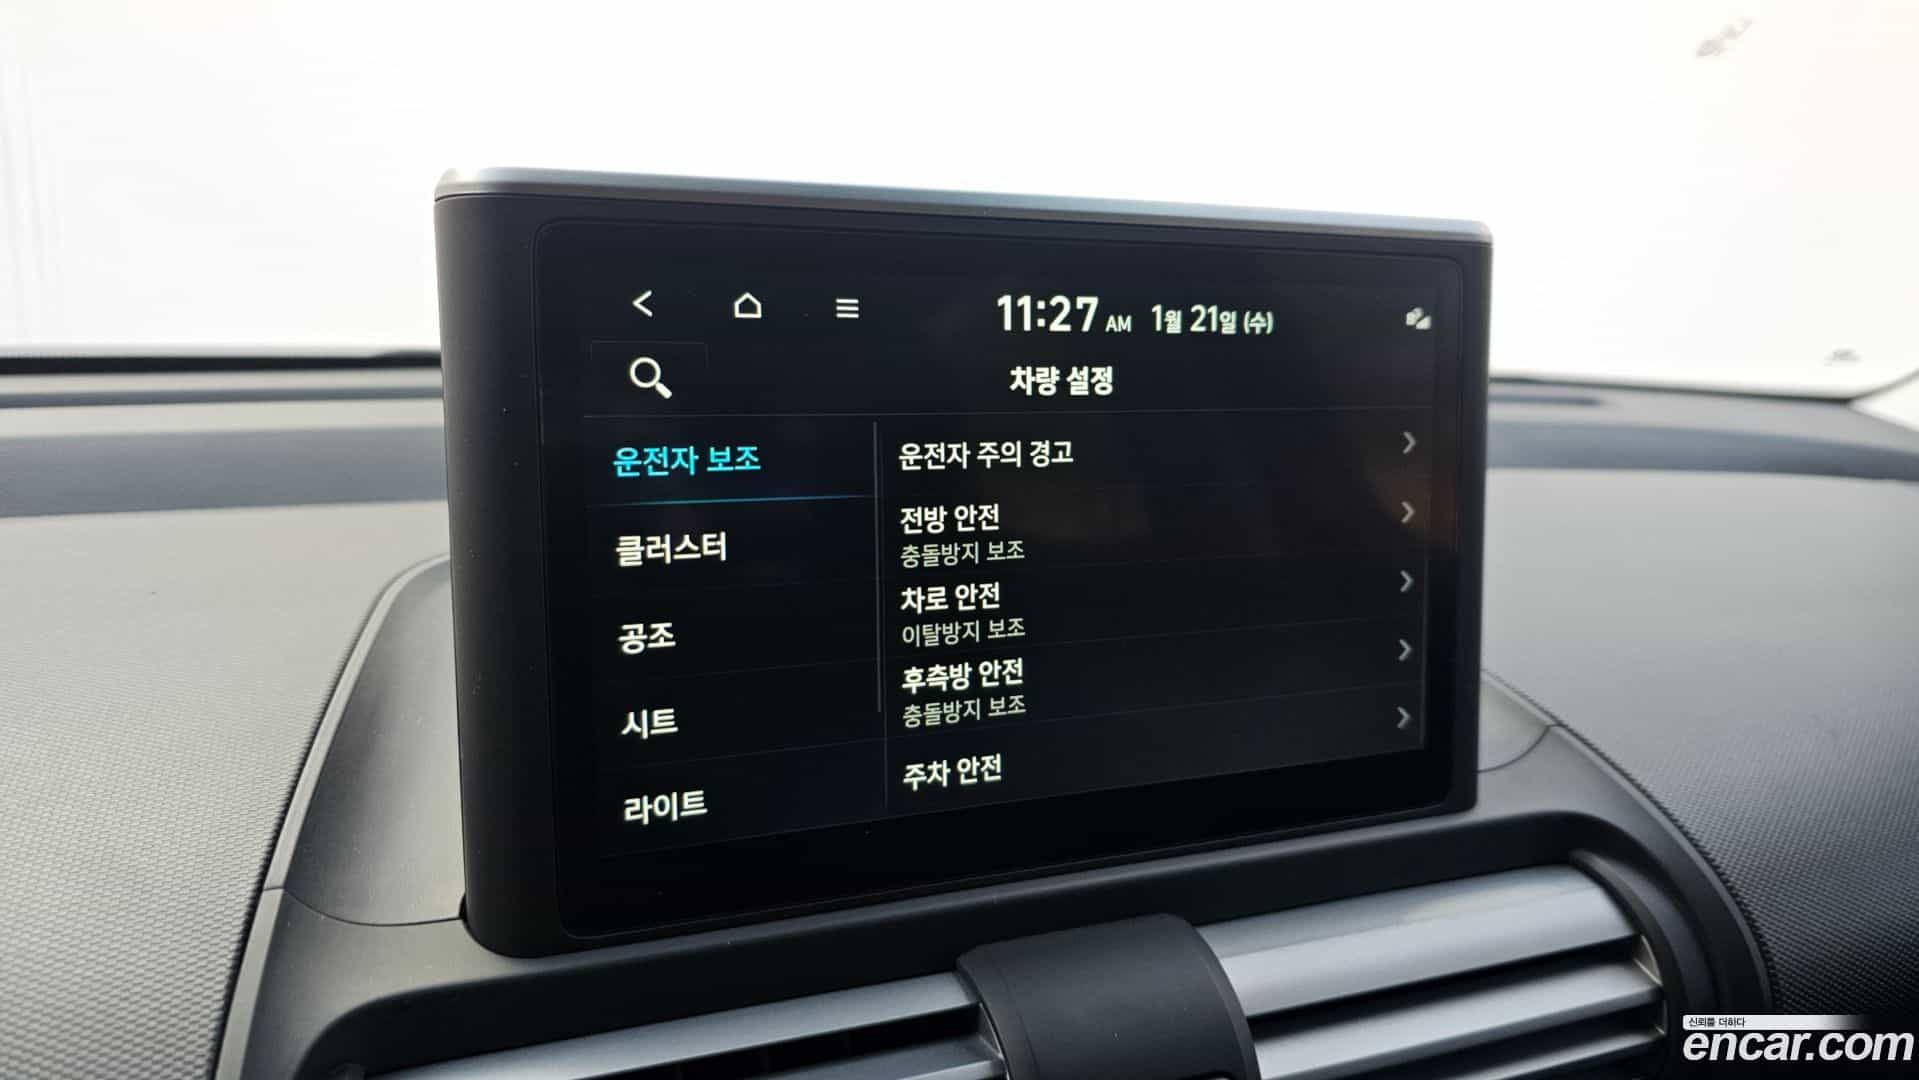 11:27 AM 1월 21일 (수)
차량 설정
운전자 보조
클러스터
공조
시트
라이트
운전자 주의 경고
전방 안전
충돌방지 보조
차로 안전
이탈방지 보조
후측방 안전
충돌방지 보조
주차 안전
신뢰를 더하다
encar.com